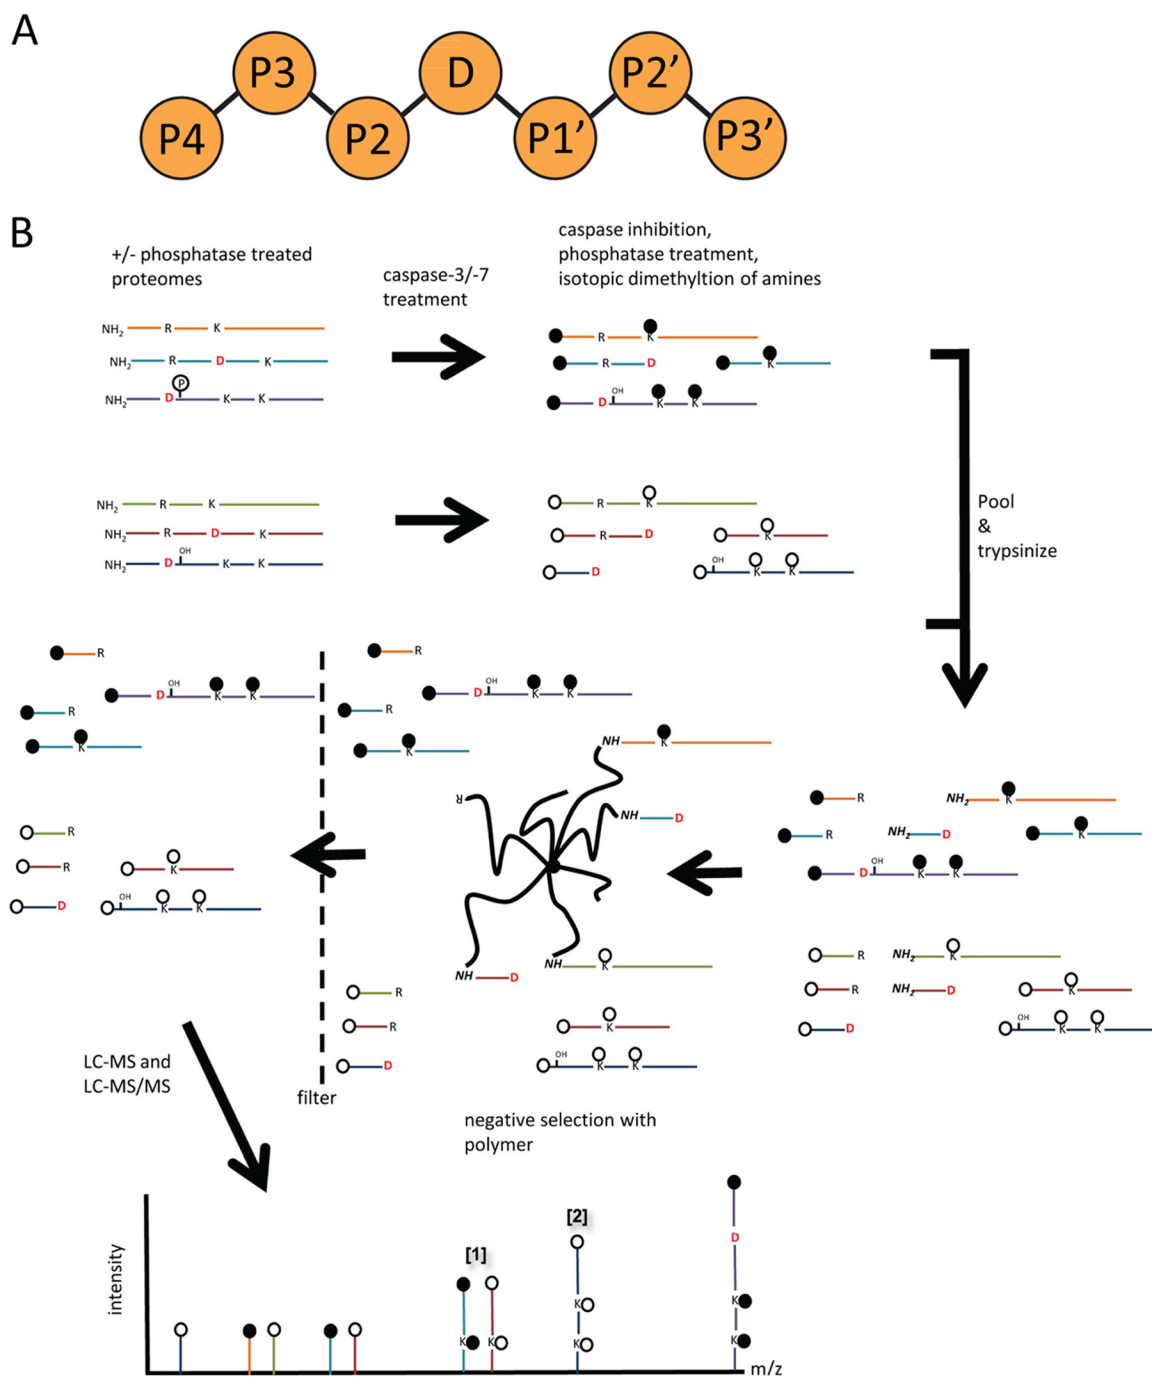 A
P4 P3 P2 D P1’ P2’ P3’
B
+/- phosphatase treated
proteomes
caspase-3/-7
treatment
caspase inhibition,
phosphatase treatment,
isotopic dimethyltion of amines
NH2 R K
NH2 R D K
NH2 D P K K
R K
R D K
D OH K K
NH2 R K
NH2 R D K
NH2 D OH K K
R K
R D K
D OH K K
Pool
&
trypsinize
R
D OH K K
R
K
R
D OH K K
R
K
NH K
NH D
R
R
R K
D OH K K
NH D
NH K
R
R K
D OH K K
R NH2 K
R NH2 D K
D OH K K
R NH2 K
R NH2 D K
D OH K K
filter
LC-MS and
LC-MS/MS
negative selection with
polymer
intensity
[1]
[2]
K K
K
K
D
K
K
m/z